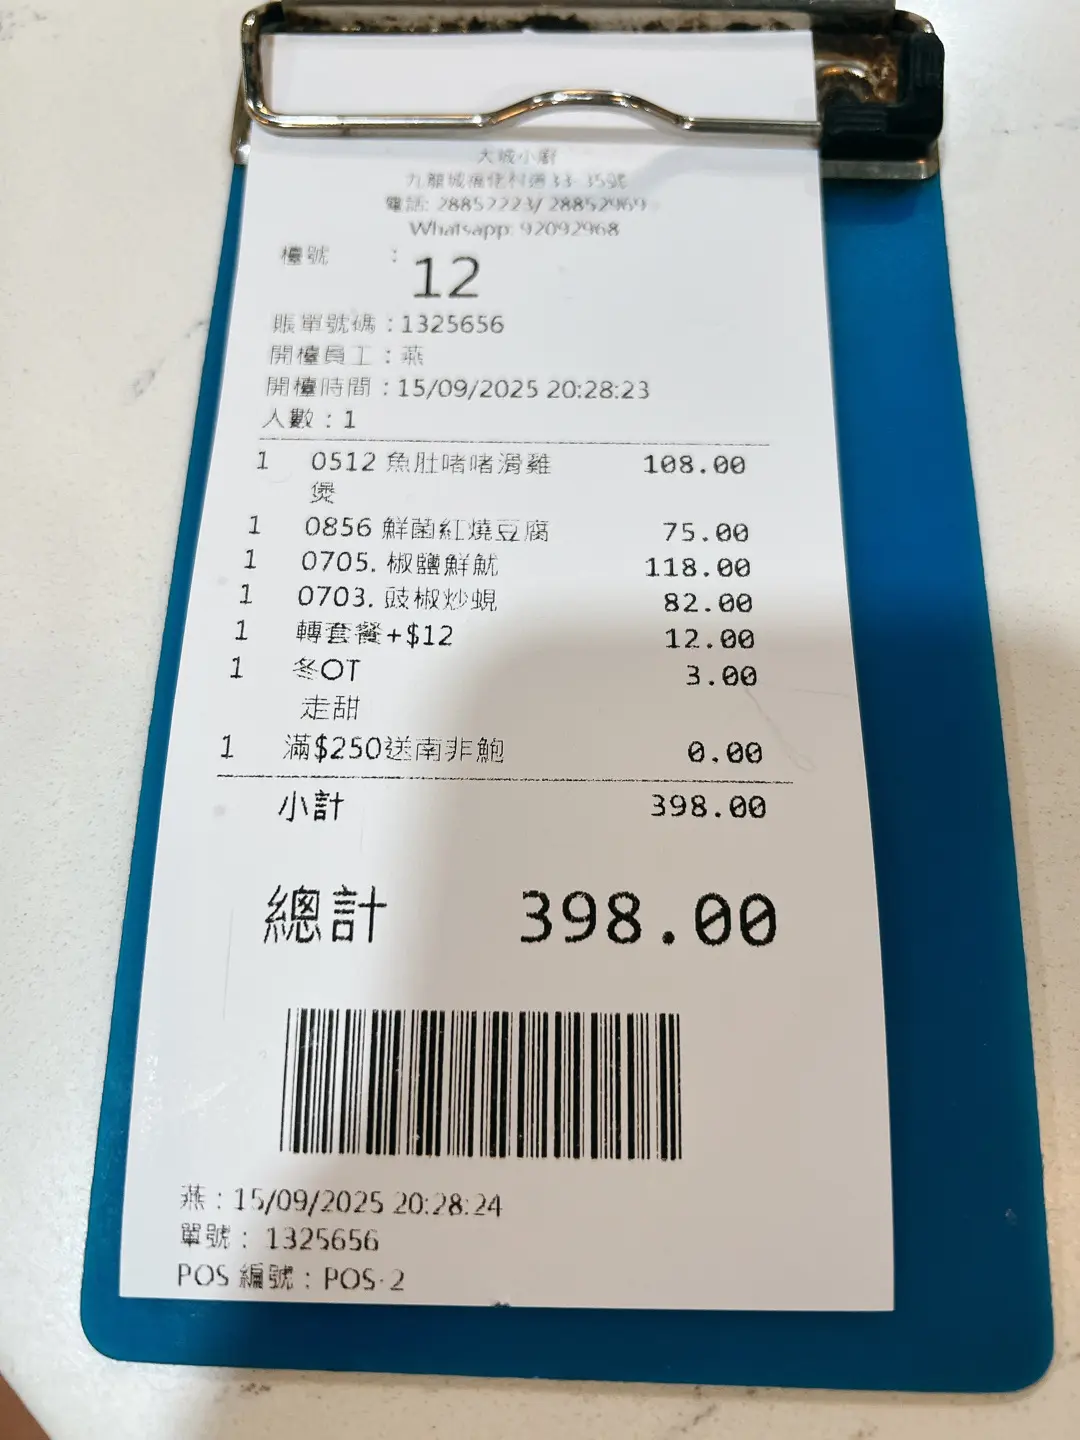 大城小廚
九龍城福佬村道33-35號
電話: 28852223/ 28852969
Whatsapp: 92092968
檯號 : 12
賬單號碼 : 1325656
開檯員工 : 燕
開檯時間 : 15/09/2025 20:28:23
人數 : 1
1 0512 魚肚啫啫滑雞 108.00
煲
1 0856 鮮菌紅燒豆腐 75.00
1 0705. 椒鹽鮮魷 118.00
1 0703. 豉椒炒蜆 82.00
1 轉套餐+$12 12.00
1 冬OT 3.00
走甜
1 滿$250送南非鮑 0.00
小計 398.00
總計 398.00
燕 : 15/09/2025 20:28:24
單號 : 1325656
POS 編號 : POS-2